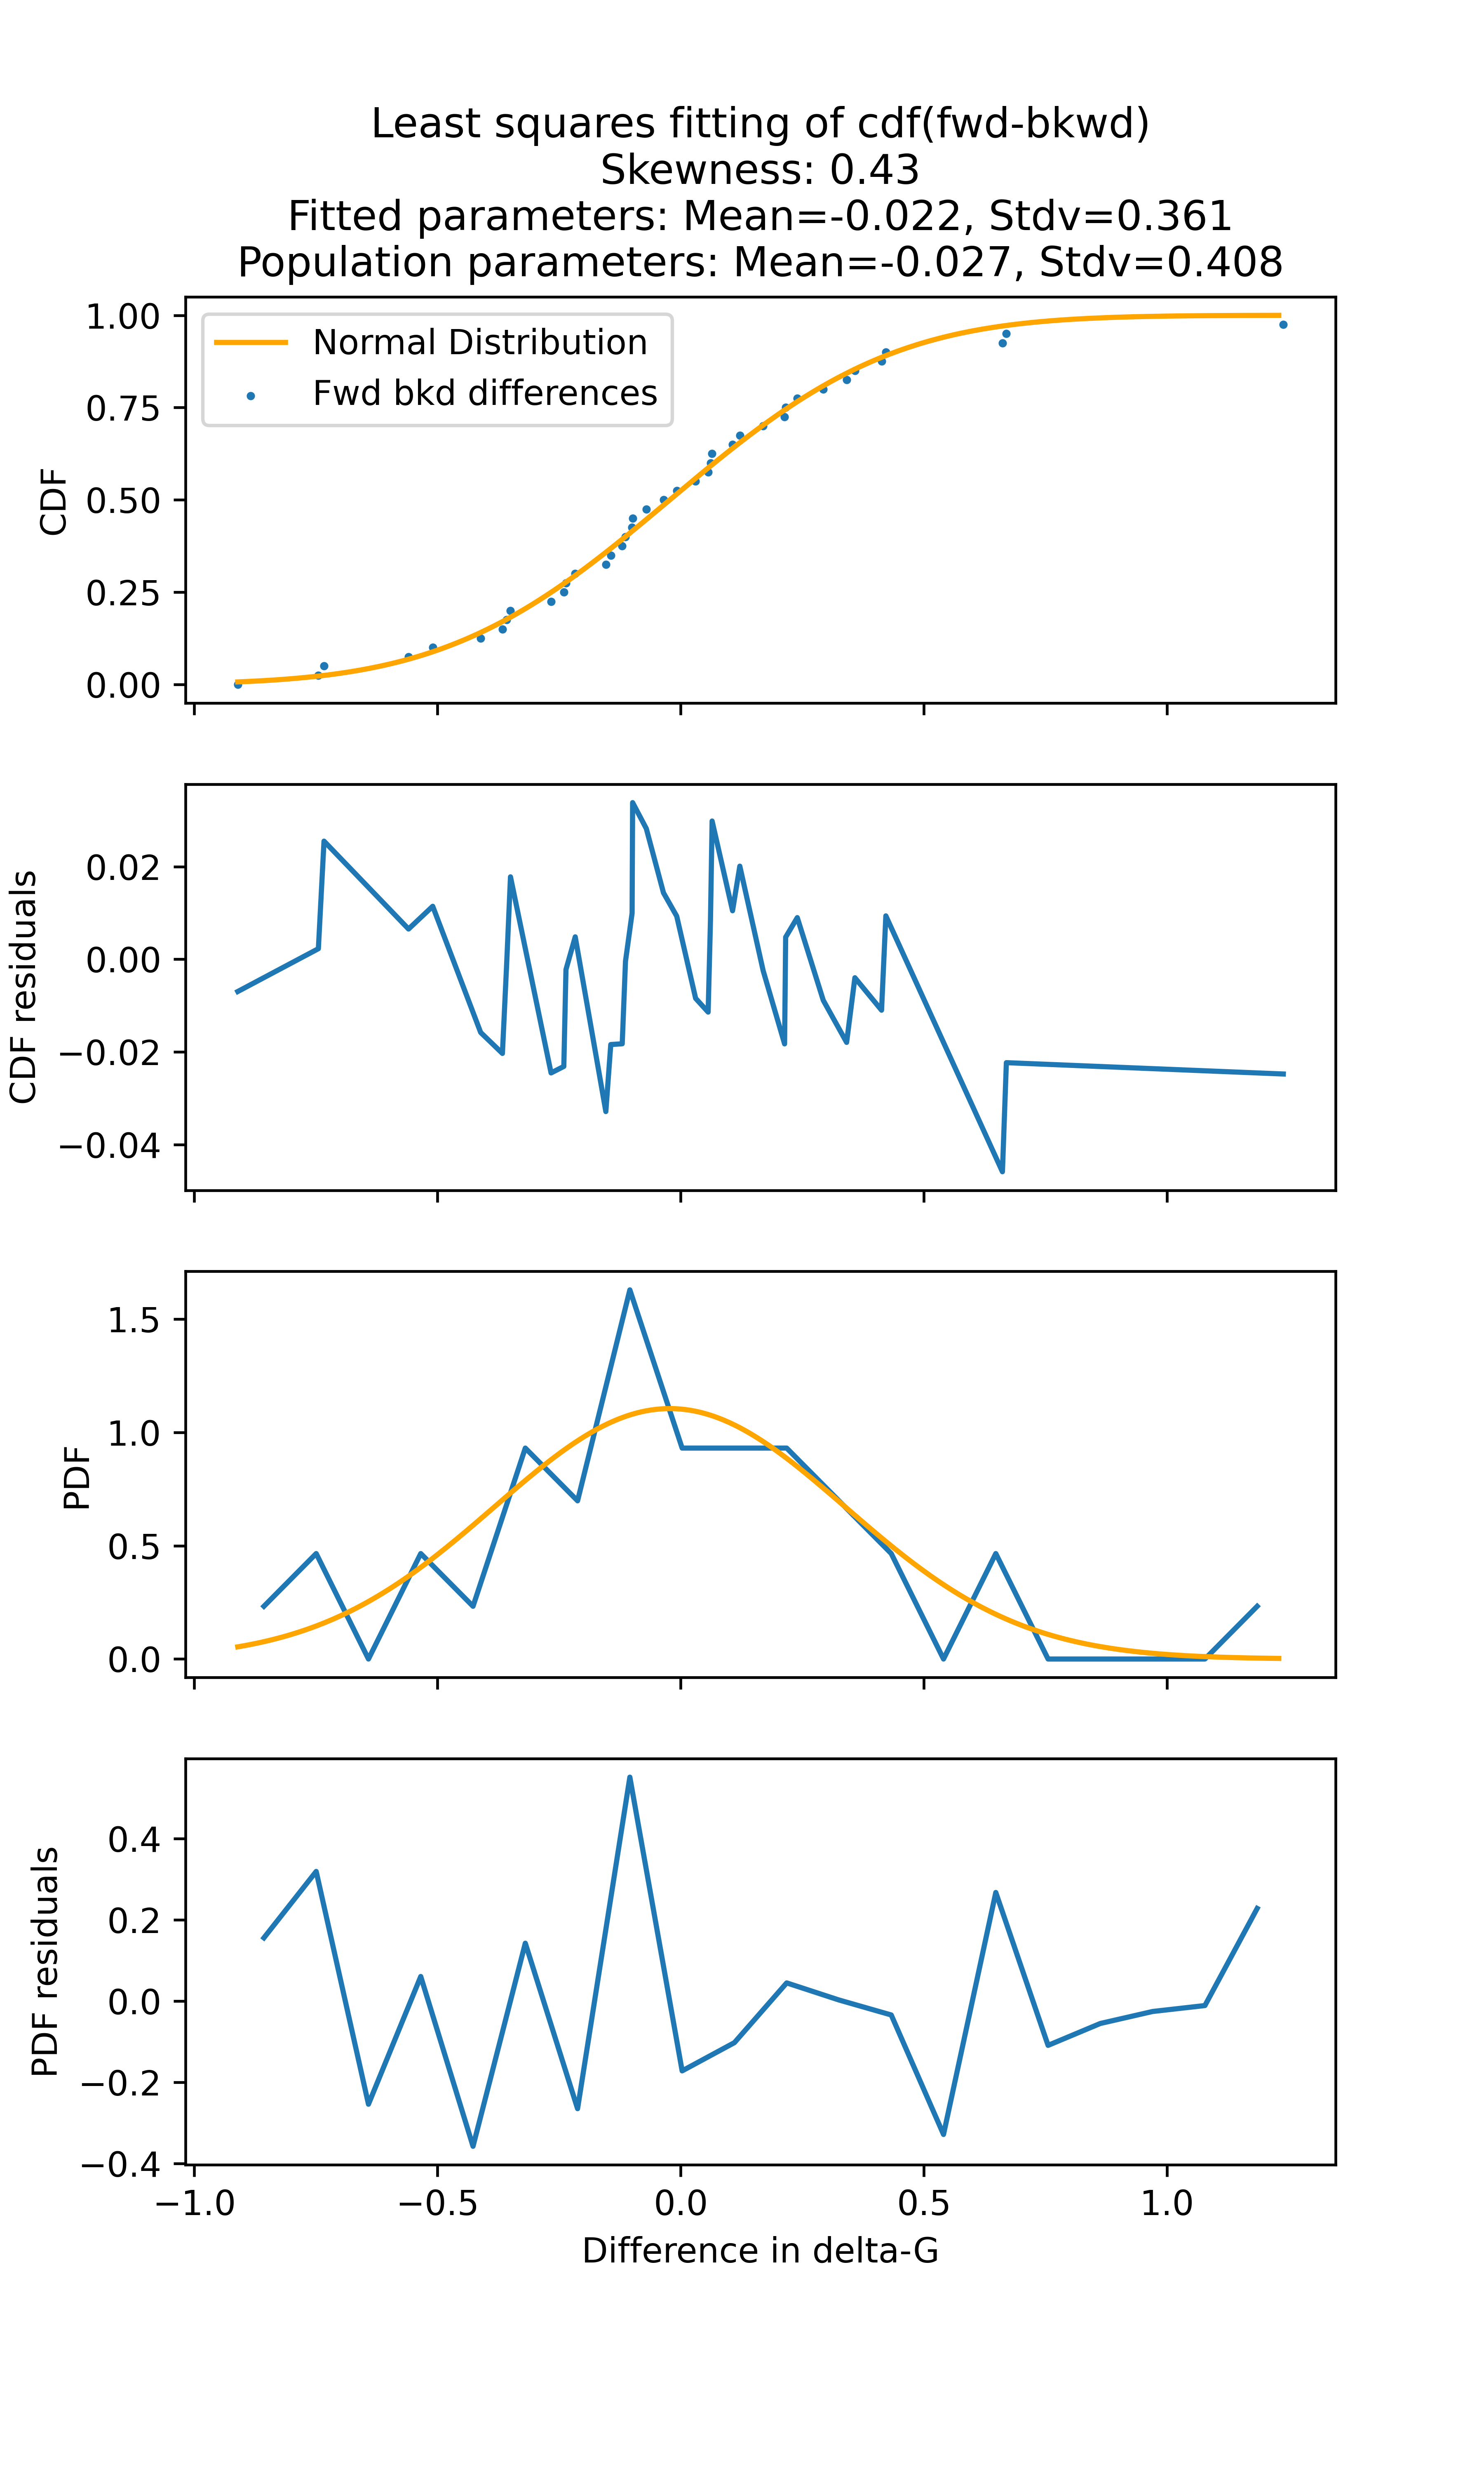 Least squares fitting of cdf(fwd-bkwd)
Skewness: 0.43
Fitted parameters: Mean=-0.022, Stdv=0.361
Population parameters: Mean=-0.027, Stdv=0.408
1.00
0.75
0.50
0.25
0.00
CDF
Normal Distribution
Fwd bkd differences
0.02
0.00
−0.02
−0.04
CDF residuals
1.5
1.0
0.5
0.0
PDF
0.4
0.2
0.0
−0.2
−0.4
PDF residuals
−1.0 −0.5 0.0 0.5 1.0
Difference in delta-G